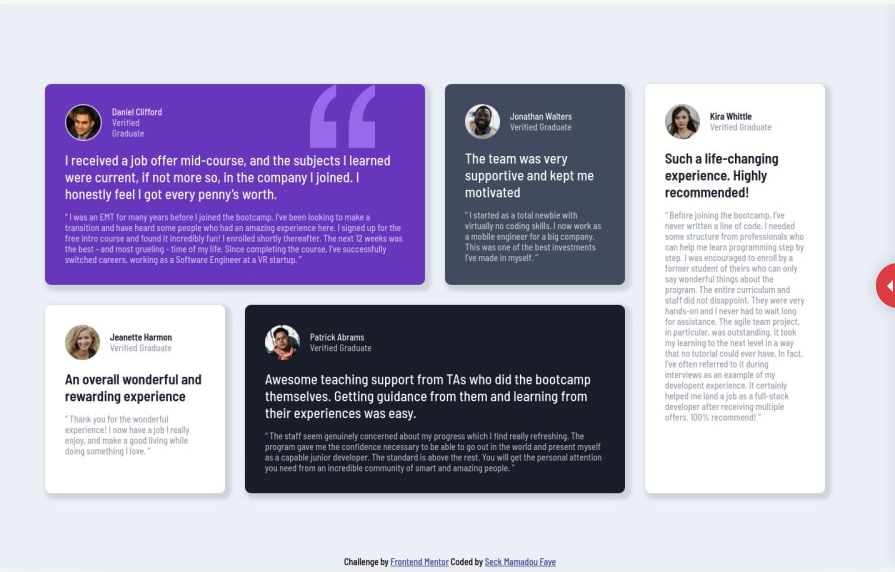 Daniel Clifford
Verified
Graduate
I received a job offer mid-course, and the subjects I learned
were current, if not more so, in the company I joined. I
honestly feel I got every penny’s worth.
“ I was an EMT for many years before I joined the bootcamp. I’ve been looking to make a
transition and have heard some people who had an amazing experience here. I signed up for the
free intro course and found it incredibly fun! I enrolled shortly thereafter. The next 12 weeks was
the best - and most grueling - time of my life. Since completing the course, I’ve successfully
switched careers, working as a Software Engineer at a VR startup. ”
Jonathan Walters
Verified Graduate
The team was very
supportive and kept me
motivated
“ I started as a total newbie with
virtually no coding skills. I now work as
a mobile engineer for a big company.
This was one of the best investments
I’ve made in myself. ”
Kira Whittle
Verified Graduate
Such a life-changing
experience. Highly
recommended!
“ Before joining the bootcamp, I’ve
never written a line of code. I needed
some structure from professionals who
can help me learn programming step by
step. I was encouraged to enroll by a
former student of theirs who can only
say wonderful things about the
program. The entire curriculum and
staff did not disappoint. They were very
hands-on and I never had to wait long
for assistance. The agile team project,
in particular, was outstanding. It took
my learning to the next level in a way
that no tutorial could ever have. In fact,
I’ve often referred to it during
interviews as an example of my
developent experience. It certainly
helped me land a job as a full-stack
developer after receiving multiple
offers. 100% recommend! ”
Jeanette Harmon
Verified Graduate
An overall wonderful and
rewarding experience
“ Thank you for the wonderful
experience! I now have a job I really
enjoy, and make a good living while
doing something I love. ”
Patrick Abrams
Verified Graduate
Awesome teaching support from TAs who did the bootcamp
themselves. Getting guidance from them and learning from
their experiences was easy.
“ The staff seem genuinely concerned about my progress which I find really refreshing. The
program gave me the confidence necessary to be able to go out in the world and present myself
as a capable junior developer. The standard is above the rest. You will get the personal attention
you need from an incredible community of smart and amazing people. ”
Challenge by Frontend Mentor Coded by Seck Mamadou Faye